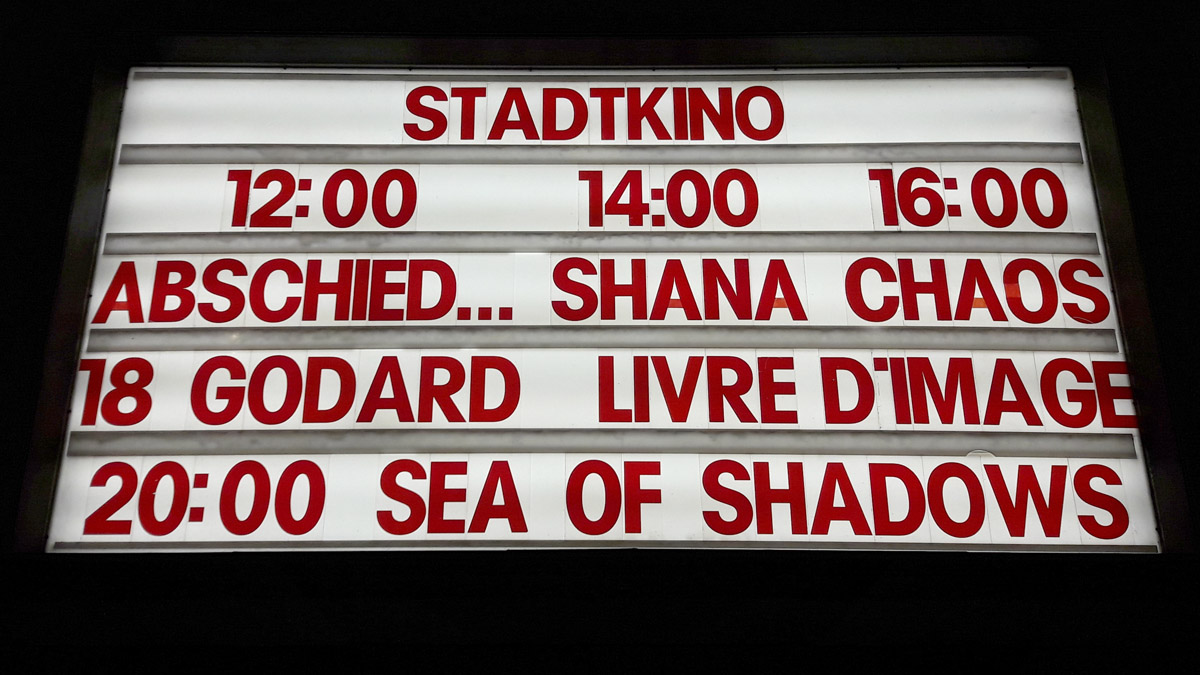 STADTKINO
12:00 14:00 16:00
ABSCHIED... SHANA CHAOS
18 GODARD LIVRE D'IMAGE
20:00 SEA OF SHADOWS